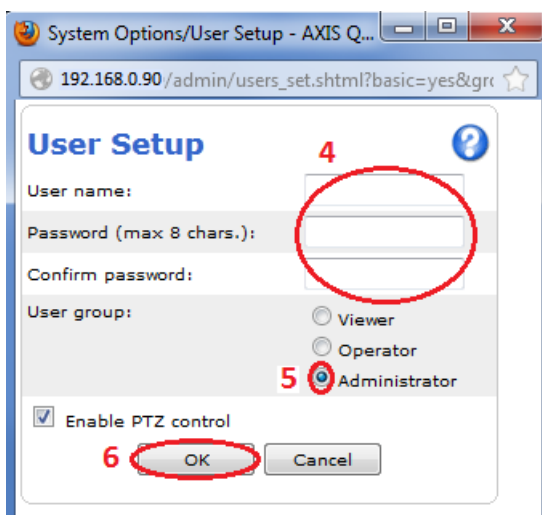 System Options/User Setup - AXIS Q...
192.168.0.90/admin/users_set.shtml?basic=yes&grc
User Setup
4
?
User name:
Password (max 8 chars.):
Confirm password:
User group:
Viewer
Operator
5 Administrator
Enable PTZ control
6 OK Cancel